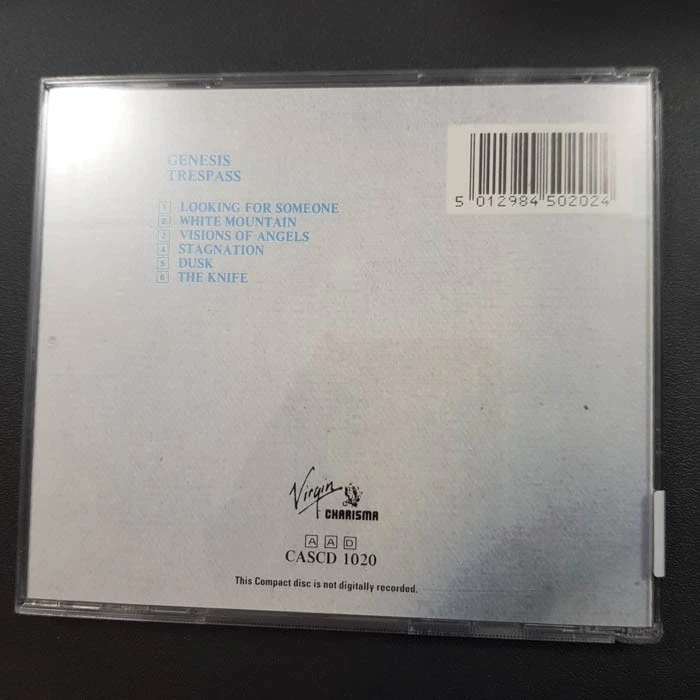 GENESIS
TRESPASS
1 LOOKING FOR SOMEONE
2 WHITE MOUNTAIN
3 VISIONS OF ANGELS
4 STAGNATION
5 DUSK
6 THE KNIFE
5 012984 502024
Virgin
CHARISMA
A A D
CASCD 1020
This Compact disc is not digitally recorded.